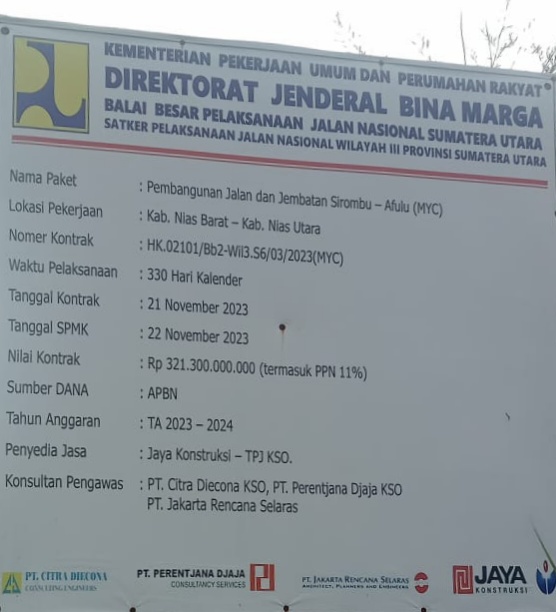 KEMENTERIAN PEKERJAAN UMUM DAN PERUMAHAN RAKYAT
DIREKTORAT JENDERAL BINA MARGA
BALAI BESAR PELAKSANAAN JALAN NASIONAL SUMATERA UTARA
SATKER PELAKSANAAN JALAN NASIONAL WILAYAH III PROVINSI SUMATERA UTARA
Nama Paket : Pembangunan Jalan dan Jembatan Sirombu – Afulu (MYC)
Lokasi Pekerjaan : Kab. Nias Barat – Kab. Nias Utara
Nomer Kontrak : HK.02101/Bb2-Wil3.S6/03/2023(MYC)
Waktu Pelaksanaan : 330 Hari Kalender
Tanggal Kontrak : 21 November 2023
Tanggal SPMK : 22 November 2023
Nilai Kontrak : Rp 321.300.000.000 (termasuk PPN 11%)
Sumber DANA : APBN
Tahun Anggaran : TA 2023 – 2024
Penyedia Jasa : Jaya Konstruksi – TPJ KSO.
Konsultan Pengawas : PT. Citra Diecona KSO, PT. Perentjana Djaja KSO
PT. Jakarta Rencana Selaras
PT. CITRA DIECONA
CONSULTING ENGINEERS
PT. PERENTJANA DJAJA
CONSULTANCY SERVICES
PT. JAKARTA RENCANA SELARAS
ARCHITECT, PLANNERS AND ENGINEERS
JAYA
KONSTRUKSI